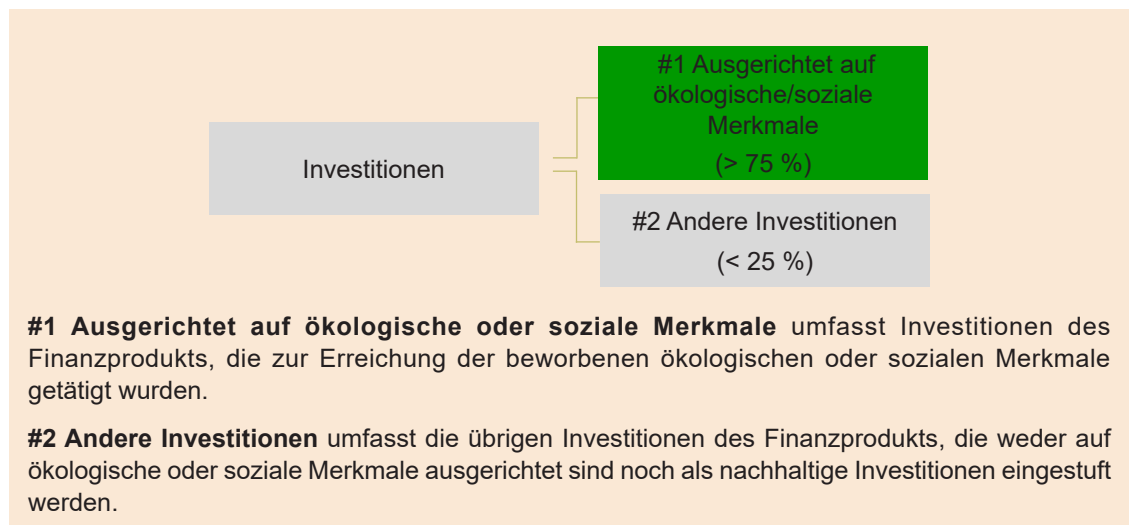 #1 Ausgerichtet auf
ökologische/soziale
Merkmale
(> 75 %)
Investitionen
#2 Andere Investitionen
(< 25 %)
#1 Ausgerichtet auf ökologische oder soziale Merkmale umfasst Investitionen des
Finanzprodukts, die zur Erreichung der beworbenen ökologischen oder sozialen Merkmale
getätigt wurden.
#2 Andere Investitionen umfasst die übrigen Investitionen des Finanzprodukts, die weder auf
ökologische oder soziale Merkmale ausgerichtet sind noch als nachhaltige Investitionen eingestuft
werden.